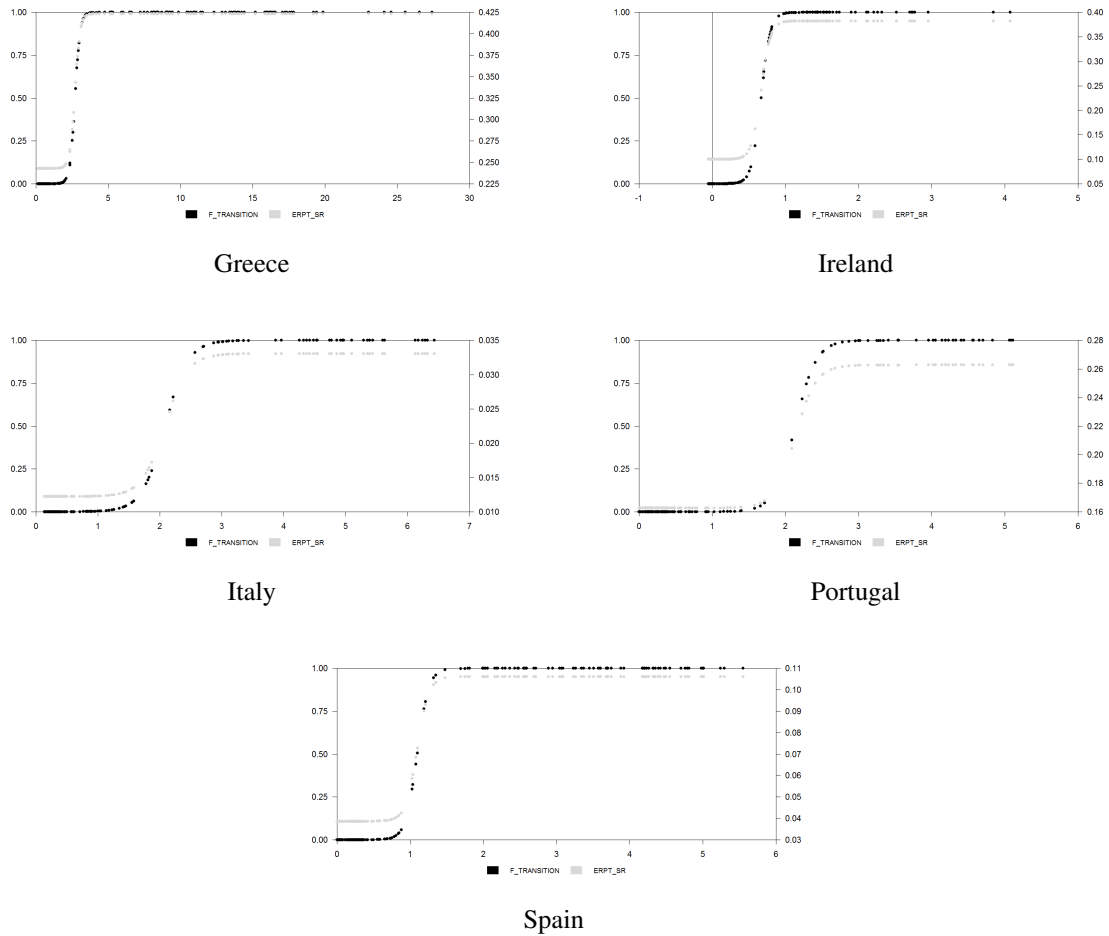 1.00 0.425 1.00 0.40
0.400 0.35
0.75 0.375 0.75
0.350 0.30
0.50 0.325 0.50 0.25
0.300 0.20
0.25 0.275 0.25 0.15
0.250 0.10
0.00 0.225 0.00 0.05
0 5 10 15 20 25 30 -1 0 1 2 3 4 5
F_TRANSITION ERPT_SR F_TRANSITION ERPT_SR
Greece Ireland
1.00 0.035 1.00 0.28
0.030 0.26
0.75 0.75
0.025 0.24
0.50 0.50 0.22
0.020 0.20
0.25 0.25
0.015 0.18
0.00 0.010 0.00 0.16
0 1 2 3 4 5 6 7 0 1 2 3 4 5 6
F_TRANSITION ERPT_SR F_TRANSITION ERPT_SR
Italy Portugal
1.00 0.11
0.10
0.75 0.09
0.08
0.50 0.07
0.06
0.25 0.05
0.04
0.00 0.03
0 1 2 3 4 5 6
F_TRANSITION ERPT_SR
Spain